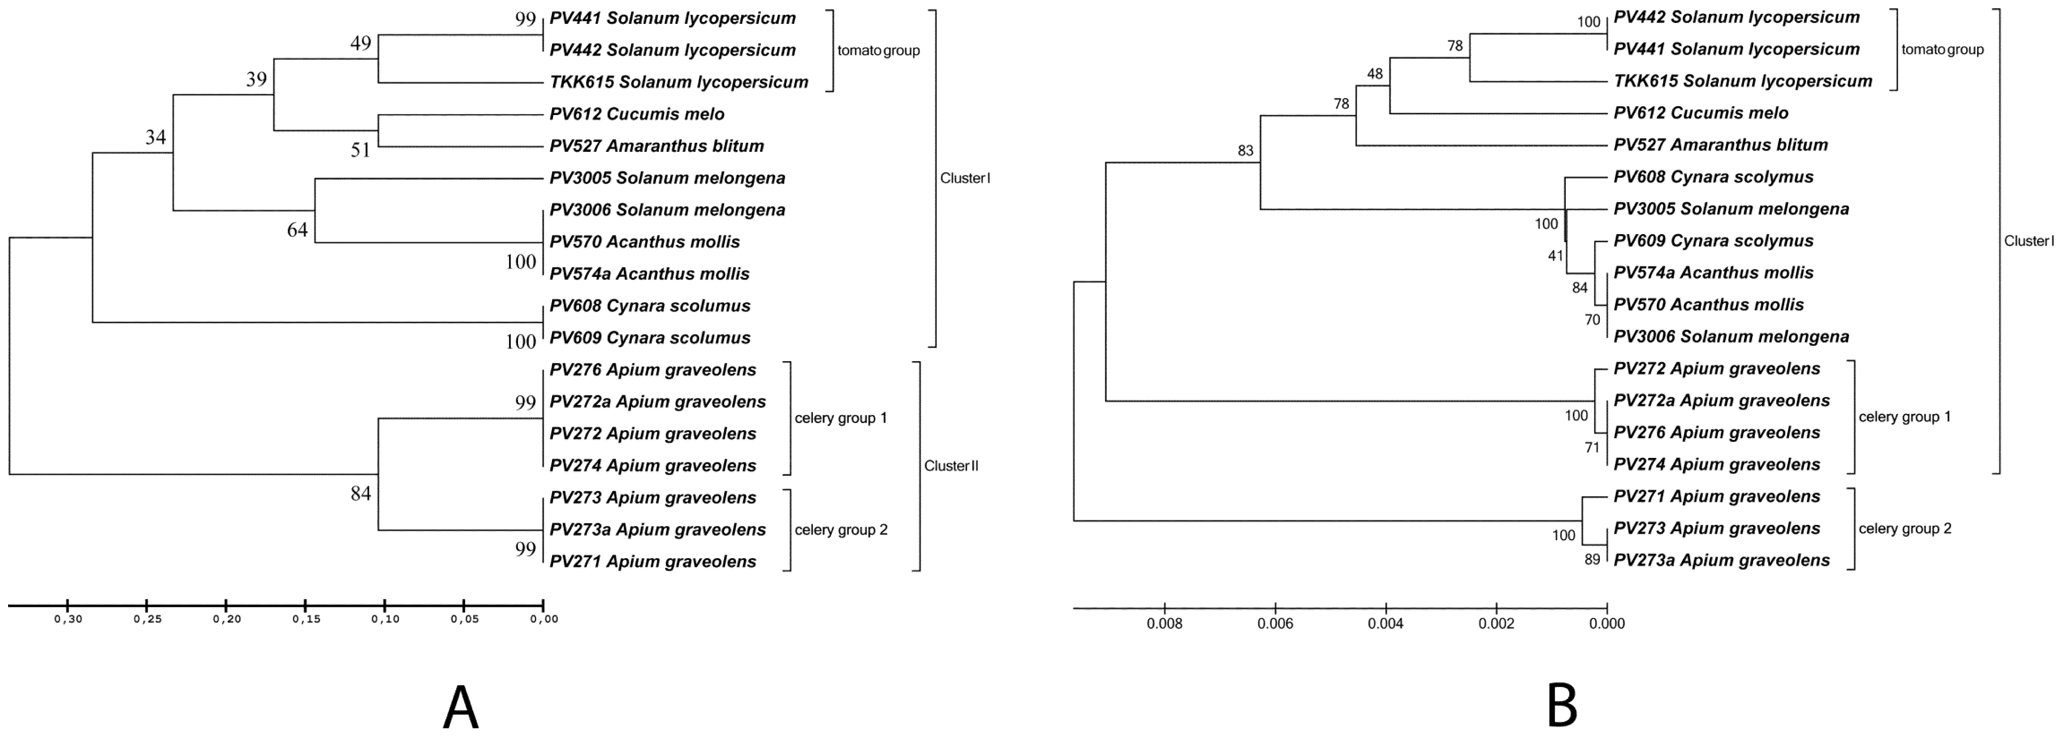 99
PV441 Solanum lycopersicum
PV442 Solanum lycopersicum
49
TKK615 Solanum lycopersicum
tomato group
39
PV612 Cucumis melo
51
PV527 Amaranthus blitum
34
PV3005 Solanum melongena
64
PV3006 Solanum melongena
PV570 Acanthus mollis
100
PV574a Acanthus mollis
PV608 Cynara scolumus
100
PV609 Cynara scolumus
Cluster I
PV276 Apium graveolens
99
PV272a Apium graveolens
PV272 Apium graveolens
PV274 Apium graveolens
celery group 1
84
PV273 Apium graveolens
PV273a Apium graveolens
99
PV271 Apium graveolens
celery group 2
Cluster II
0,30 0,25 0,20 0,15 0,10 0,05 0,00
A
100
PV442 Solanum lycopersicum
PV441 Solanum lycopersicum
78
TKK615 Solanum lycopersicum
tomato group
48
PV612 Cucumis melo
78
PV527 Amaranthus blitum
83
PV608 Cynara scolymus
PV3005 Solanum melongena
100
PV609 Cynara scolymus
41
PV574a Acanthus mollis
84
PV570 Acanthus mollis
70
PV3006 Solanum melongena
Cluster I
PV272 Apium graveolens
PV272a Apium graveolens
100
PV276 Apium graveolens
71
PV274 Apium graveolens
celery group 1
PV271 Apium graveolens
PV273 Apium graveolens
100
PV273a Apium graveolens
89
celery group 2
0.008 0.006 0.004 0.002 0.000
B